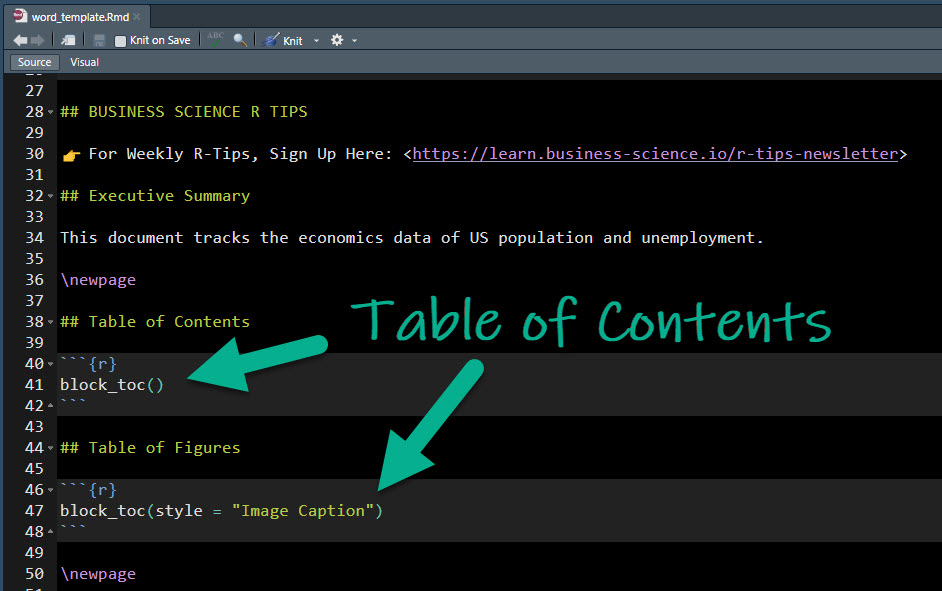 word_template.Rmd
Knit on Save ABC Knit
Source Visual
27
28 ## BUSINESS SCIENCE R TIPS
29
30 👉 For Weekly R-Tips, Sign Up Here: <https://learn.business-science.io/r-tips-newsletter>
31
32 ## Executive Summary
33
34 This document tracks the economics data of US population and unemployment.
35
36 \newpage
37
38 ## Table of Contents
Table of Contents
39
40 ```{r}
41 block_toc()
42 ```
43
44 ## Table of Figures
45
46 ```{r}
47 block_toc(style = "Image Caption")
48 ```
49
50 \newpage